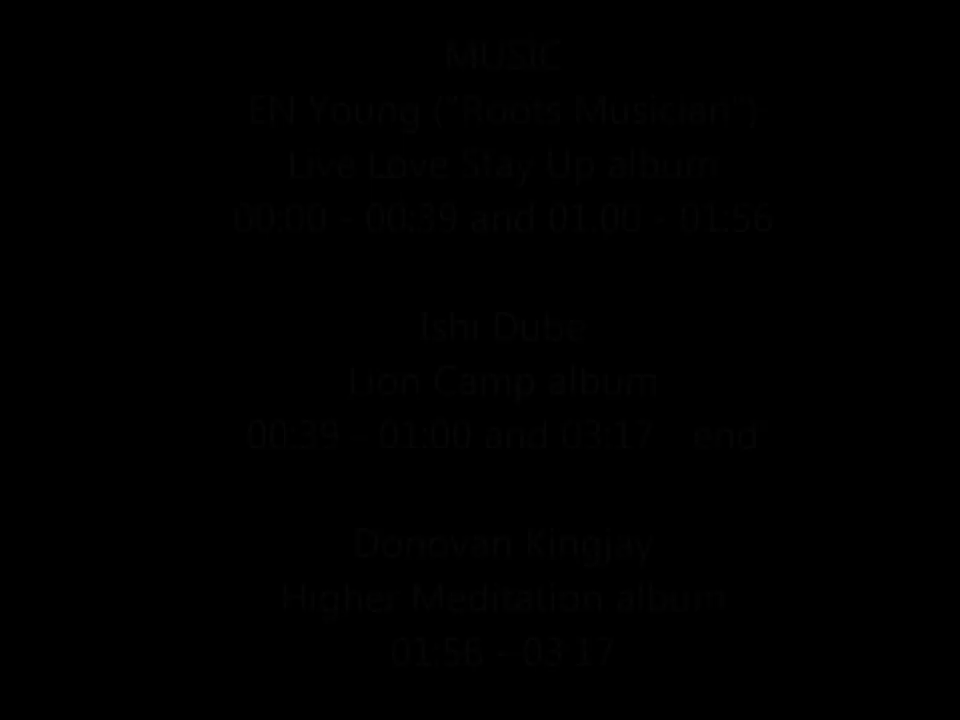 MUSIC
EN Young ("Roots Musician")
Live Love Stay Up album
00:00 - 00:39 and 01:00 - 01:56
Ishi Dube
Lion Camp album
00:39 - 01:00 and 03:17 - end
Donovan Kingjay
Higher Meditation album
01:56 - 03:17